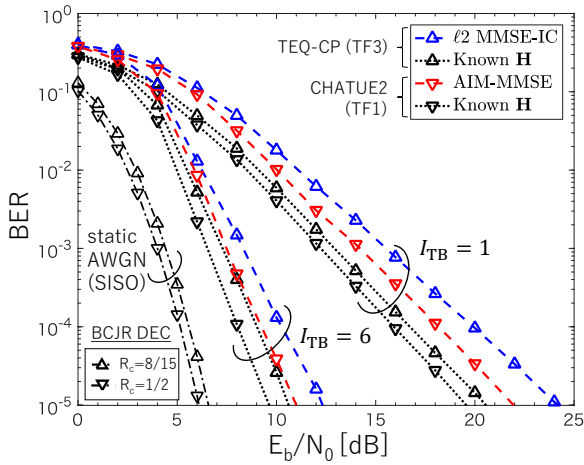 TEQ-CP (TF3)
ℓ2 MMSE-IC
Known H
CHATUE2
(TF1)
AIM-MMSE
Known H
10^0
10^-1
10^-2
10^-3
10^-4
10^-5
BER
static
AWGN
(SISO)
I_TB = 1
I_TB = 6
BCJR DEC
R_c=8/15
R_c=1/2
0 5 10 15 20 25
E_b/N_0 [dB]